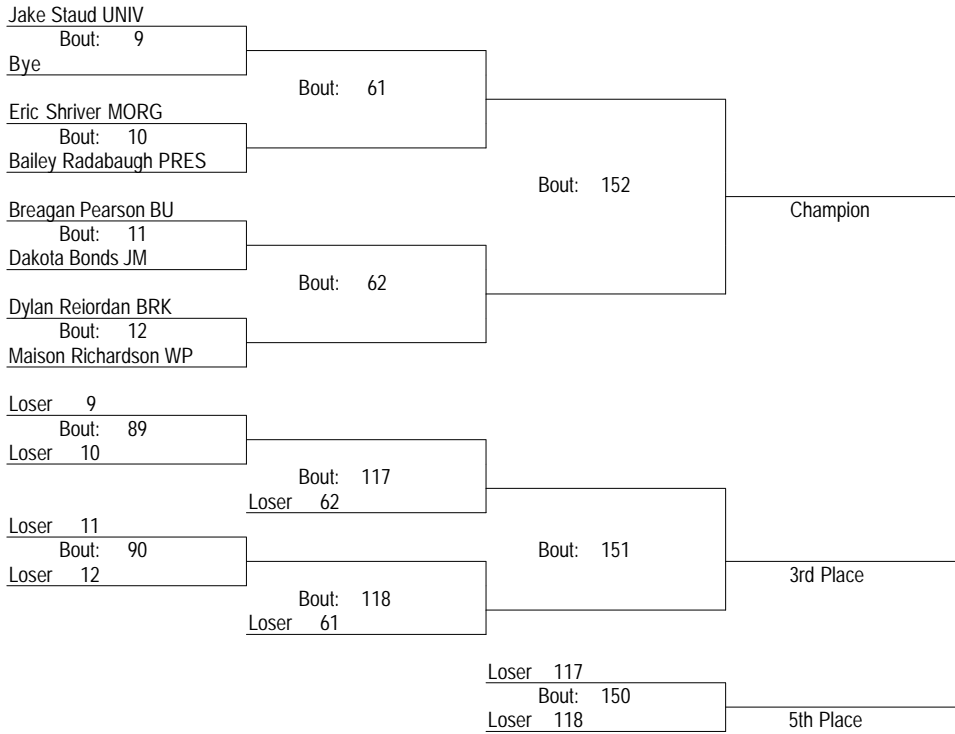 Jake Staud UNIV
Bout: 9
Bye
Bout: 61
Eric Shriver MORG
Bout: 10
Bailey Radabaugh PRES
Bout: 152
Champion
Breagan Pearson BU
Bout: 11
Dakota Bonds JM
Bout: 62
Dylan Reiordan BRK
Bout: 12
Maison Richardson WP
Loser 9
Bout: 89
Loser 10
Bout: 117
Loser 62
Loser 11
Bout: 90
Loser 12
Bout: 151
3rd Place
Bout: 118
Loser 61
Loser 117
Bout: 150
Loser 118
5th Place